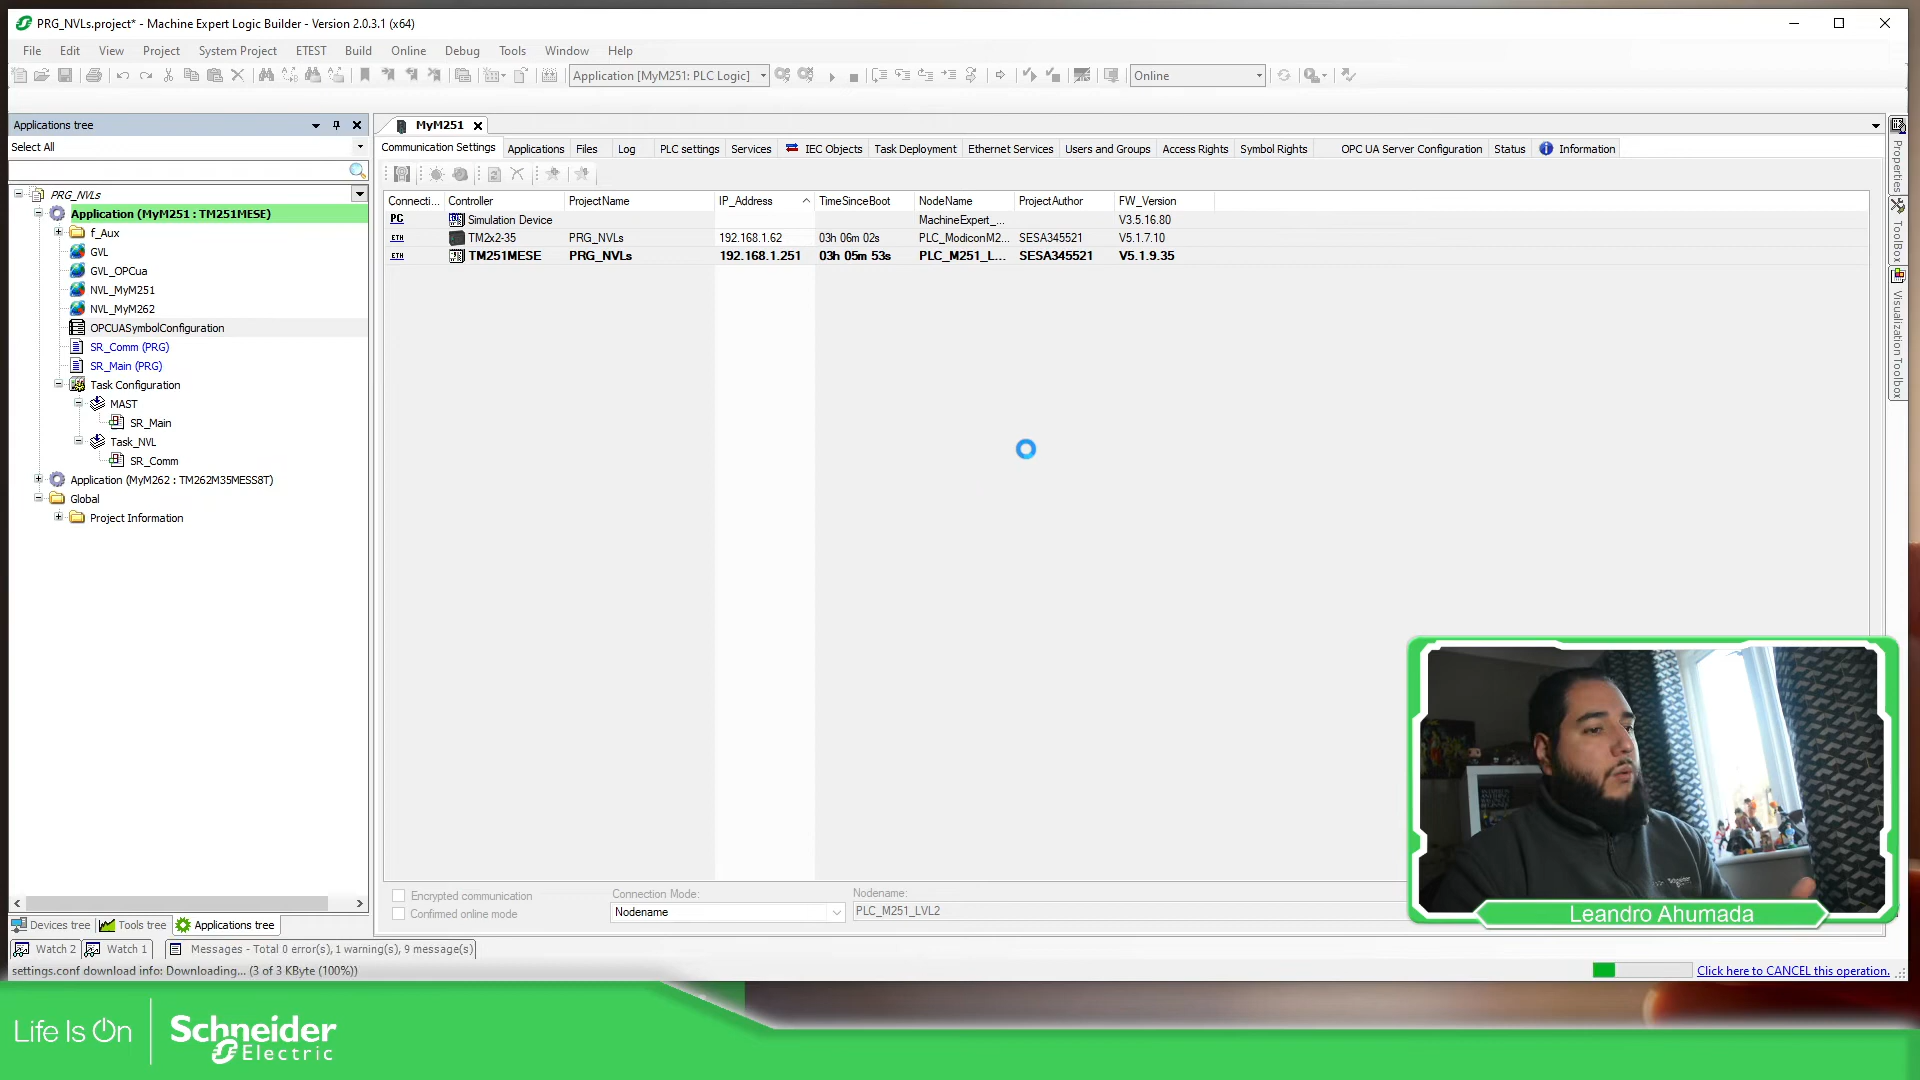 PRG_NVLs.project* - Machine Expert Logic Builder - Version 2.0.3.1 (x64)
File Edit View Project System Project ETEST Build Online Debug Tools Window Help
Application [MyM251: PLC Logic] Online
Applications tree
Select All
PRG_NVLs
Application (MyM251 : TM251MESE)
f_Aux
GVL
GVL_OPCua
NVL_MyM251
NVL_MyM262
OPCUASymbolConfiguration
SR_Comm (PRG)
SR_Main (PRG)
Task Configuration
MAST
SR_Main
Task_NVL
SR_Comm
Application (MyM262 : TM262M35MESS8T)
Global
Project Information
Devices tree Tools tree Applications tree
MyM251
Communication Settings Applications Files Log PLC settings Services IEC Objects Task Deployment Ethernet Services Users and Groups Access Rights Symbol Rights OPC UA Server Configuration Status Information
Connecti... Controller ProjectName IP_Address TimeSinceBoot NodeName ProjectAuthor FW_Version
PC Simulation Device MachineExpert_... V3.5.16.80
ETH TM2x2-35 PRG_NVLs 192.168.1.62 03h 06m 02s PLC_ModiconM2... SESA345521 V5.1.7.10
ETH TM251MESE PRG_NVLs 192.168.1.251 03h 05m 53s PLC_M251_L... SESA345521 V5.1.9.35
Encrypted communication
Confirmed online mode
Connection Mode:
Nodename
Nodename:
PLC_M251_LVL2
Properties
ToolBox
Visualization Toolbox
Watch 2 Watch 1 Messages - Total 0 error(s), 1 warning(s), 9 message(s)
settings.conf download info: Downloading... (3 of 3 KByte (100%)) Click here to CANCEL this operation.
Leandro Ahumada
Life Is On
Schneider
Electric